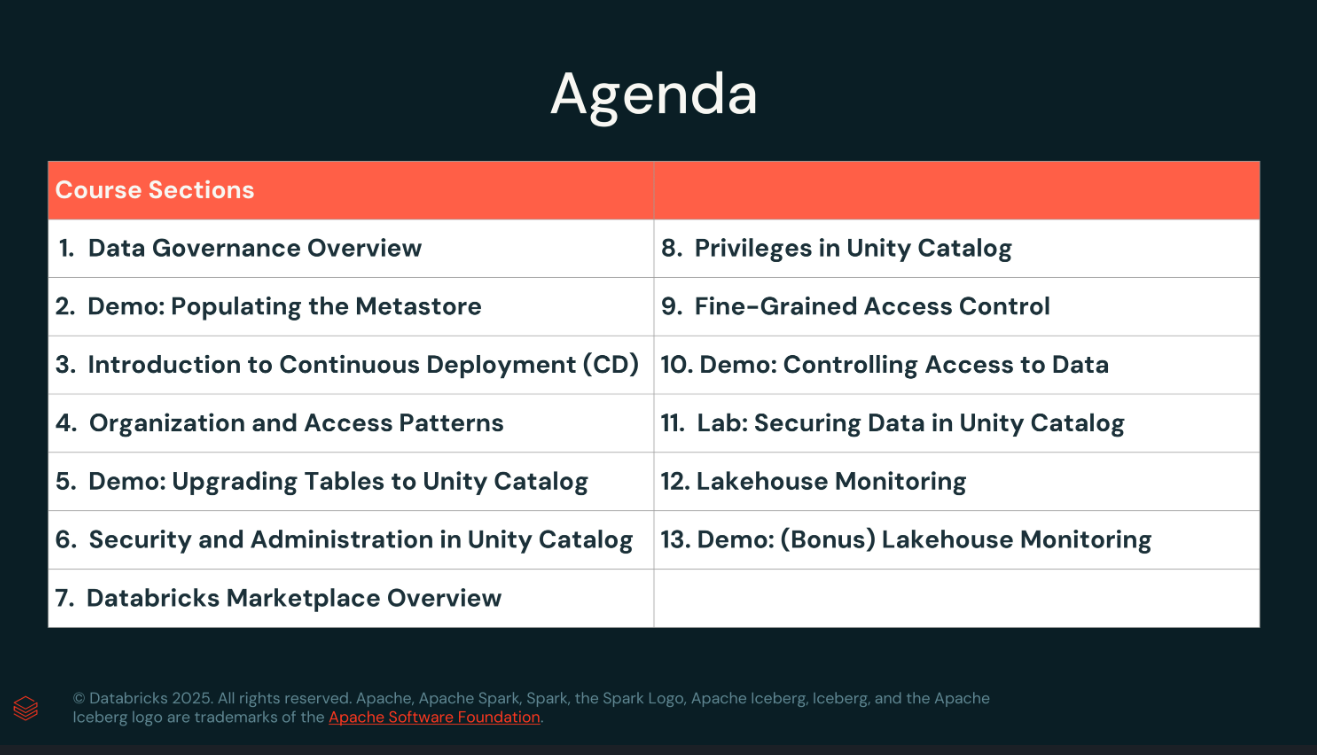 Agenda
Course Sections
1. Data Governance Overview
2. Demo: Populating the Metastore
3. Introduction to Continuous Deployment (CD)
4. Organization and Access Patterns
5. Demo: Upgrading Tables to Unity Catalog
6. Security and Administration in Unity Catalog
7. Databricks Marketplace Overview
8. Privileges in Unity Catalog
9. Fine-Grained Access Control
10. Demo: Controlling Access to Data
11. Lab: Securing Data in Unity Catalog
12. Lakehouse Monitoring
13. Demo: (Bonus) Lakehouse Monitoring
© Databricks 2025. All rights reserved. Apache, Apache Spark, Spark, the Spark Logo, Apache Iceberg, Iceberg, and the Apache
Iceberg logo are trademarks of the Apache Software Foundation.